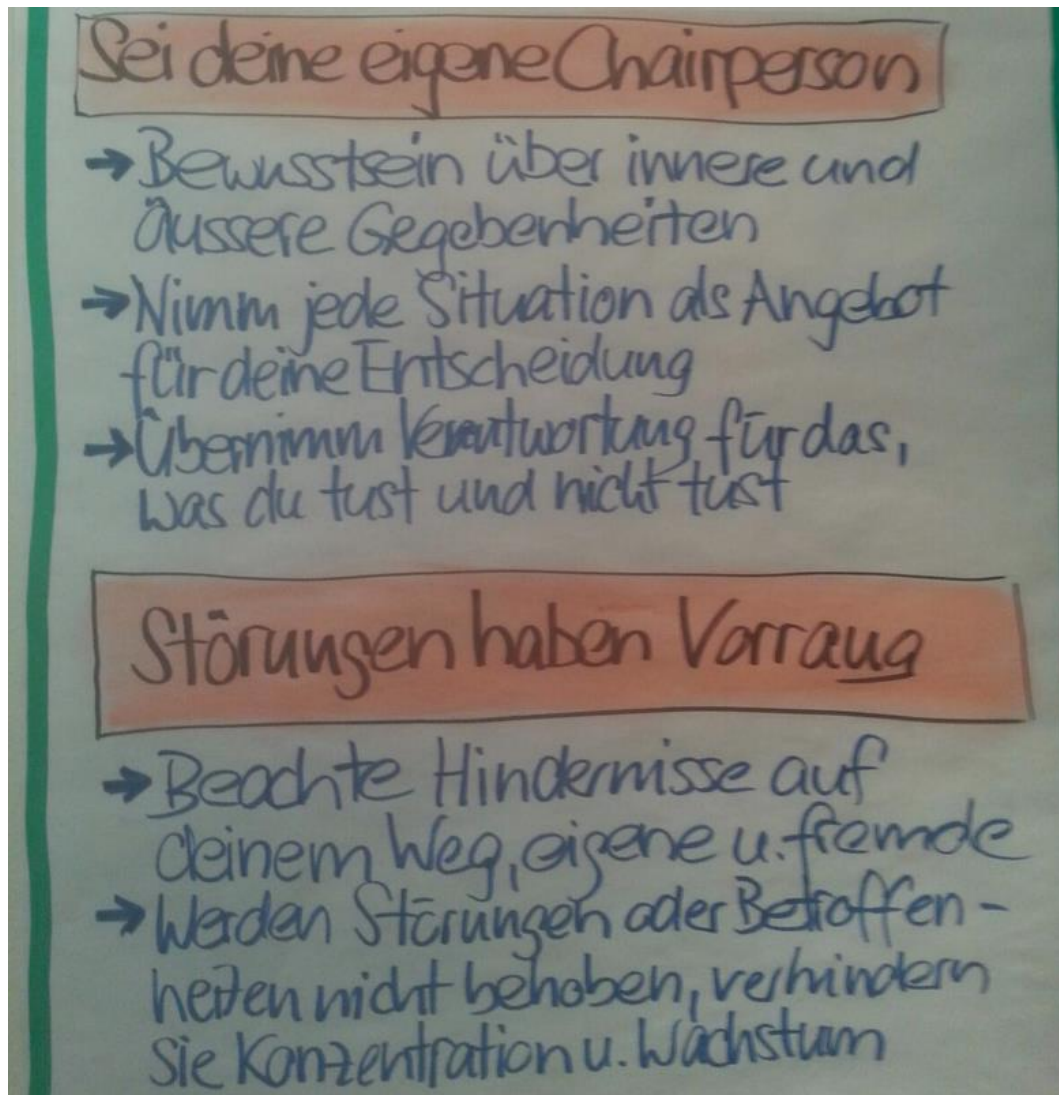 Sei deine eigene Chairperson
→ Bewusstsein über innere und
äussere Gegebenheiten
→ Nimm jede Situation als Angebot
für deine Entscheidung
→ Übernimm Verantwortung für das,
was du tust und nicht tust
Störungen haben Vorrang
→ Beachte Hindernisse auf
deinem Weg, eigene u. fremde
→ Werden Störungen oder Betroffen-
heiten nicht behoben, verhindern
sie Konzentration u. Wachstum